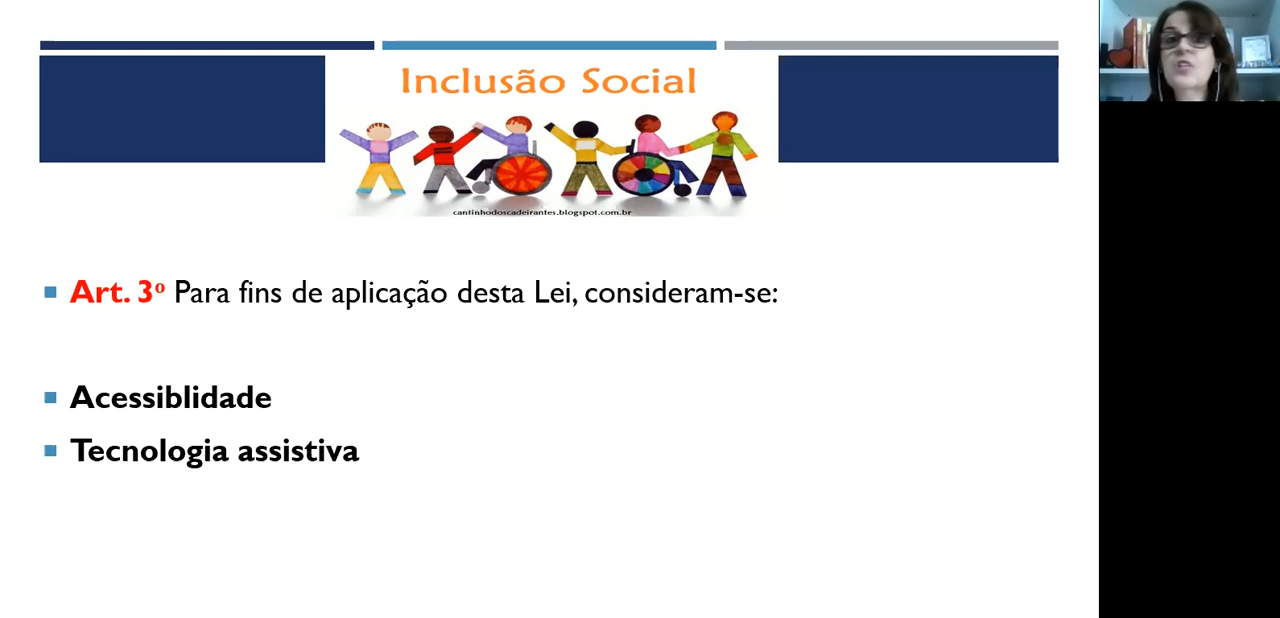 Inclusão Social
cantinhodoscadeirantes.blogspot.com.br
Art. 3º Para fins de aplicação desta Lei, consideram-se:
Acessiblidade
Tecnologia assistiva